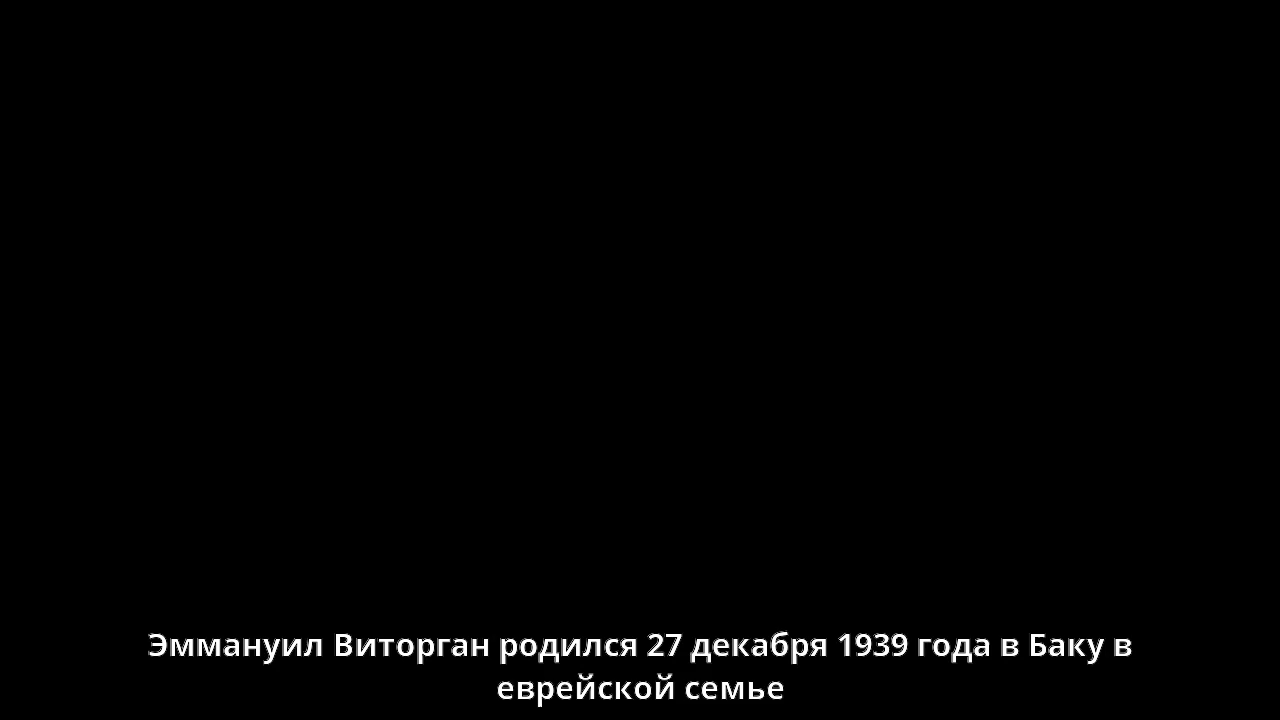 Эммануил Виторган родился 27 декабря 1939 года в Баку в
еврейской семье